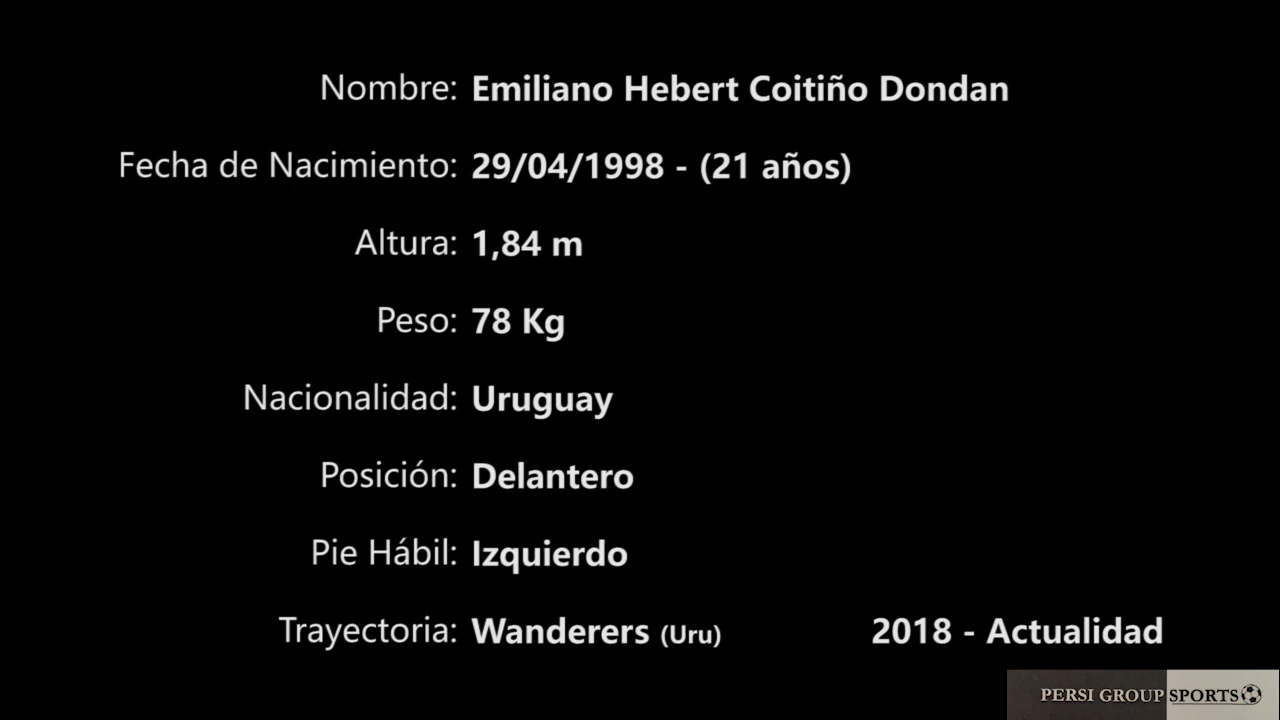 Nombre: Emiliano Hebert Coitiño Dondan
Fecha de Nacimiento: 29/04/1998 - (21 años)
Altura: 1,84 m
Peso: 78 Kg
Nacionalidad: Uruguay
Posición: Delantero
Pie Hábil: Izquierdo
Trayectoria: Wanderers (Uru) 2018 - Actualidad
PERSI GROUP SPORTS